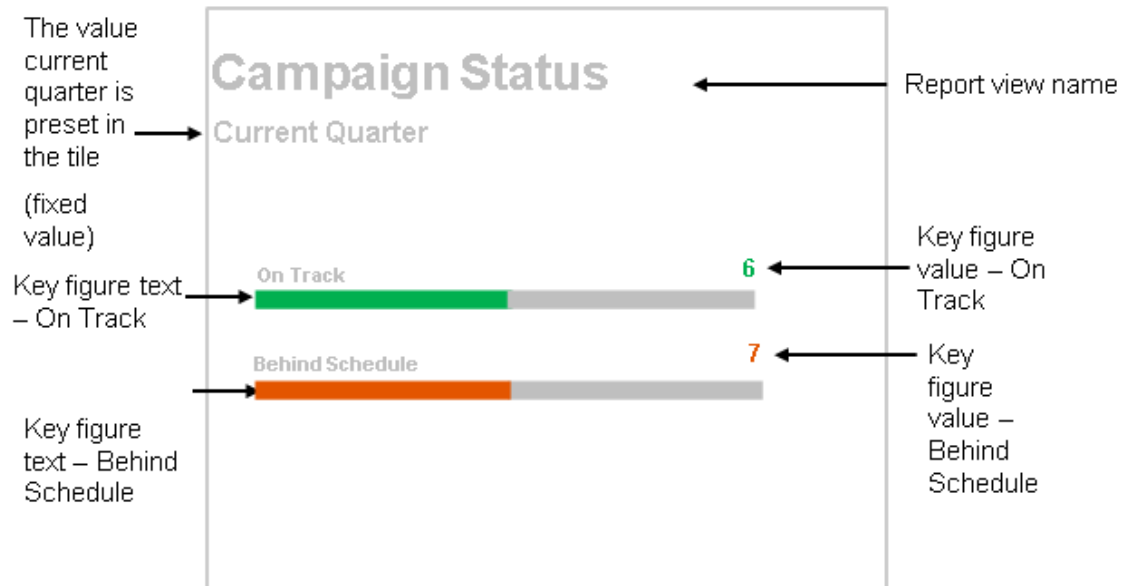 The value
current
quarter is
preset in
the tile
(fixed
value)
Campaign Status
Report view name
Current Quarter
On Track
6
Key figure
value – On
Track
Key figure text
– On Track
Behind Schedule
7
Key
figure
value –
Behind
Schedule
Key figure
text – Behind
Schedule